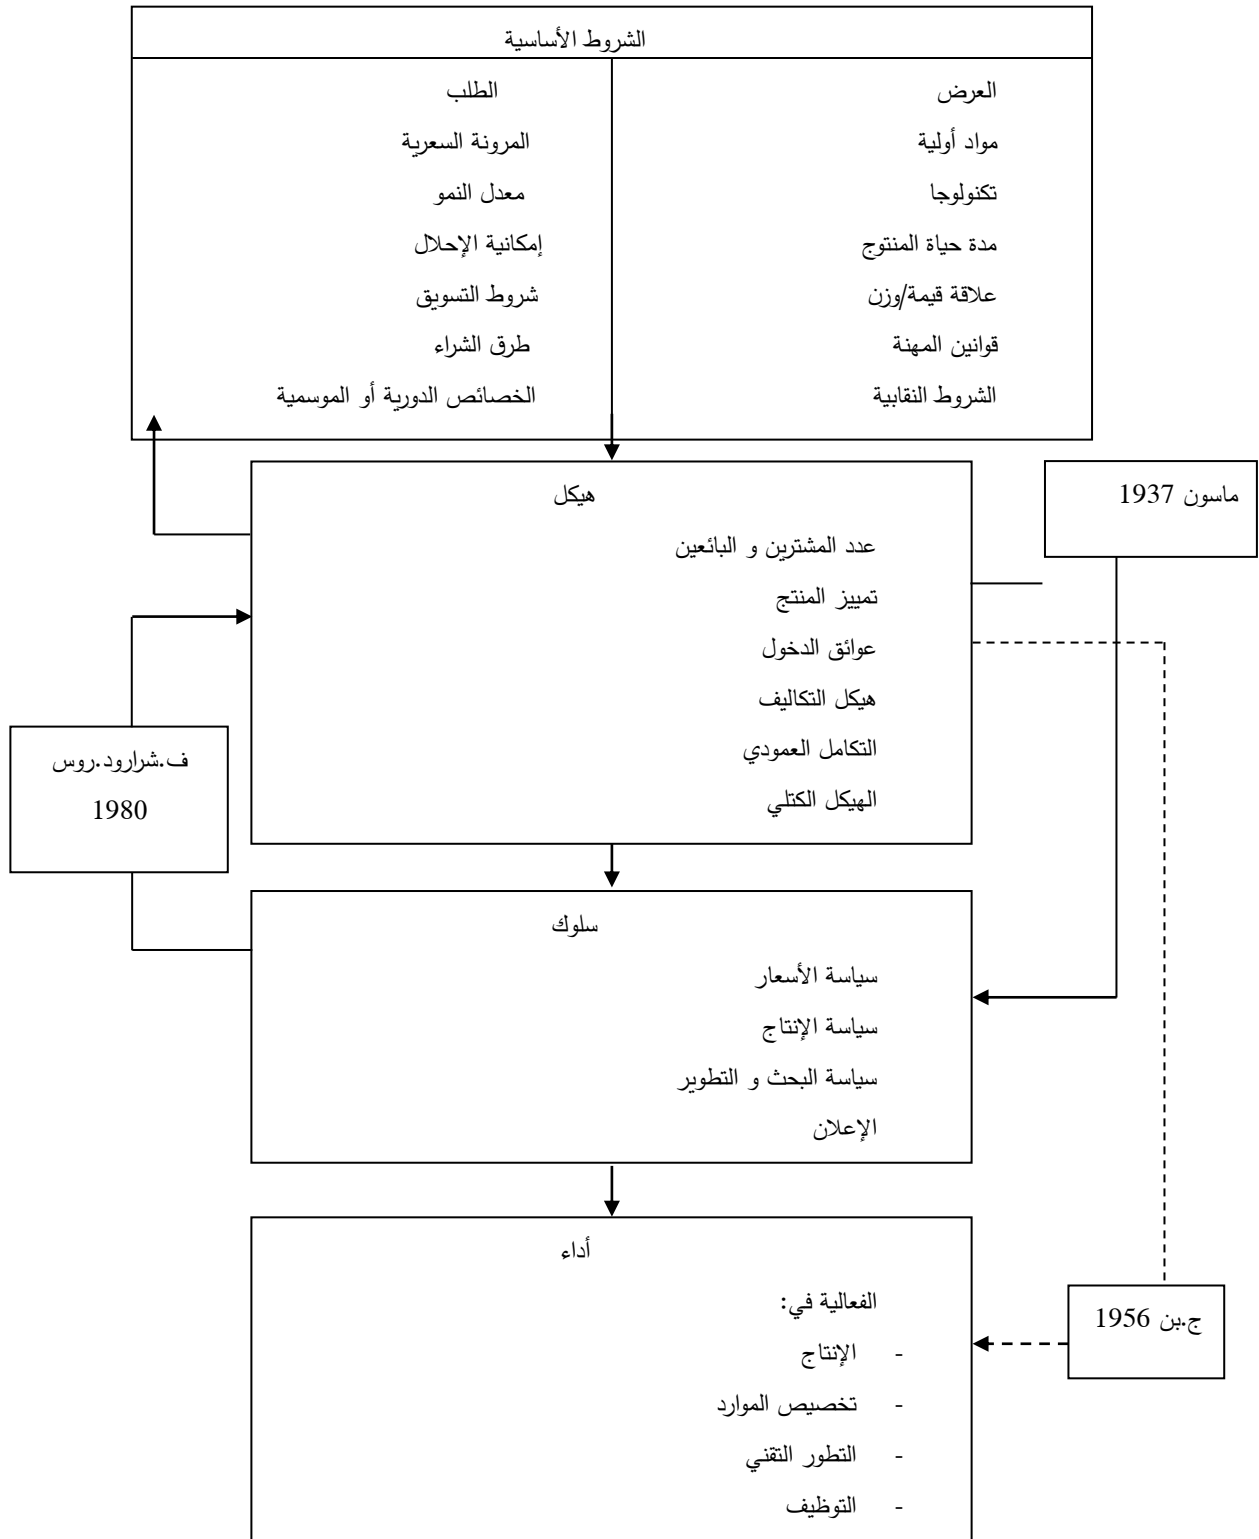 الشروط الأساسية
العرض
مواد أولية
تكنولوجا
مدة حياة المنتوج
علاقة قيمة/وزن
قوانين المهنة
الشروط النقابية
الطلب
المرونة السعرية
معدل النمو
إمكانية الإحلال
شروط التسويق
طرق الشراء
الخصائص الدورية أو الموسمية
هيكل
عدد المشترين و البائعين
تمييز المنتج
عوائق الدخول
هيكل التكاليف
التكامل العمودي
الهيكل الكتلي
ماسون 1937
ف.شرارود.روس
1980
سلوك
سياسة الأسعار
سياسة الإنتاج
سياسة البحث و التطوير
الإعلان
أداء
الفعالية في:
- الإنتاج
- تخصيص الموارد
- التطور التقني
- التوظيف
ج.بن 1956